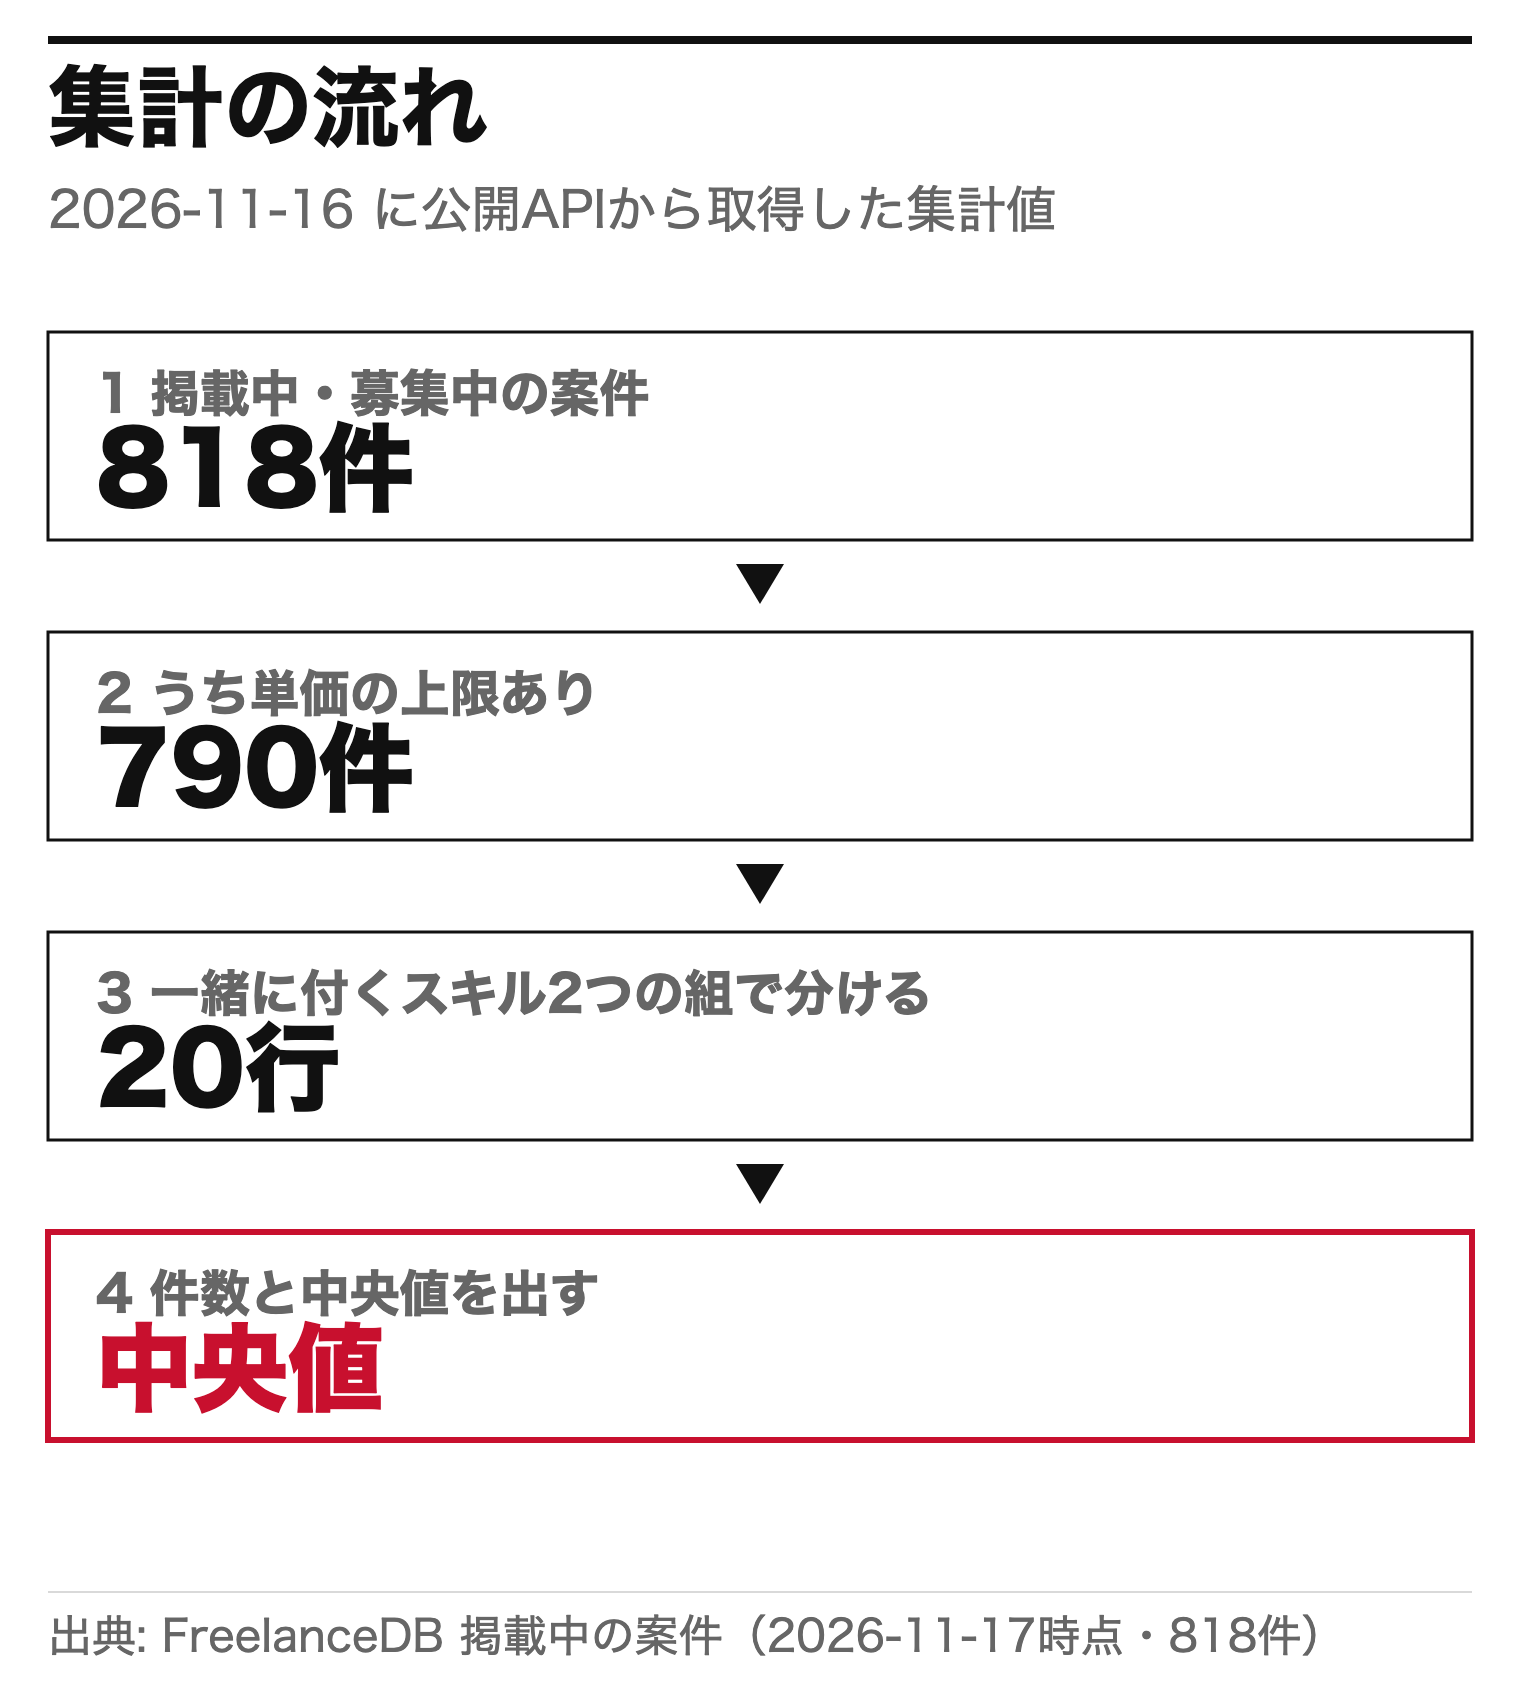 集計の流れ
2026-11-16 に公開APIから取得した集計値
1 掲載中・募集中の案件
818件
2 うち単価の上限あり
790件
3 一緒に付くスキル2つの組で分ける
20行
4 件数と中央値を出す
中央値
出典: FreelanceDB 掲載中の案件（2026-11-17時点・818件）